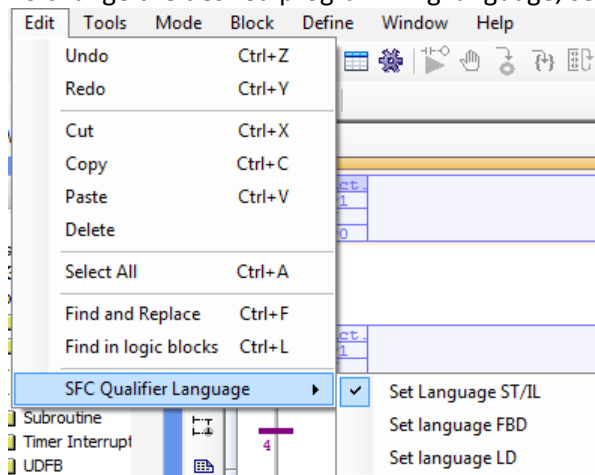 Edit Tools Mode Block Define Window Help
Undo Ctrl+Z
Redo Ctrl+Y
Cut Ctrl+X
Copy Ctrl+C
Paste Ctrl+V
Delete
Select All Ctrl+A
Find and Replace Ctrl+F
Find in logic blocks Ctrl+L
SFC Qualifier Language
Set Language ST/IL
Set language FBD
Set language LD
Subroutine
Timer Interrupt
UDFB
4